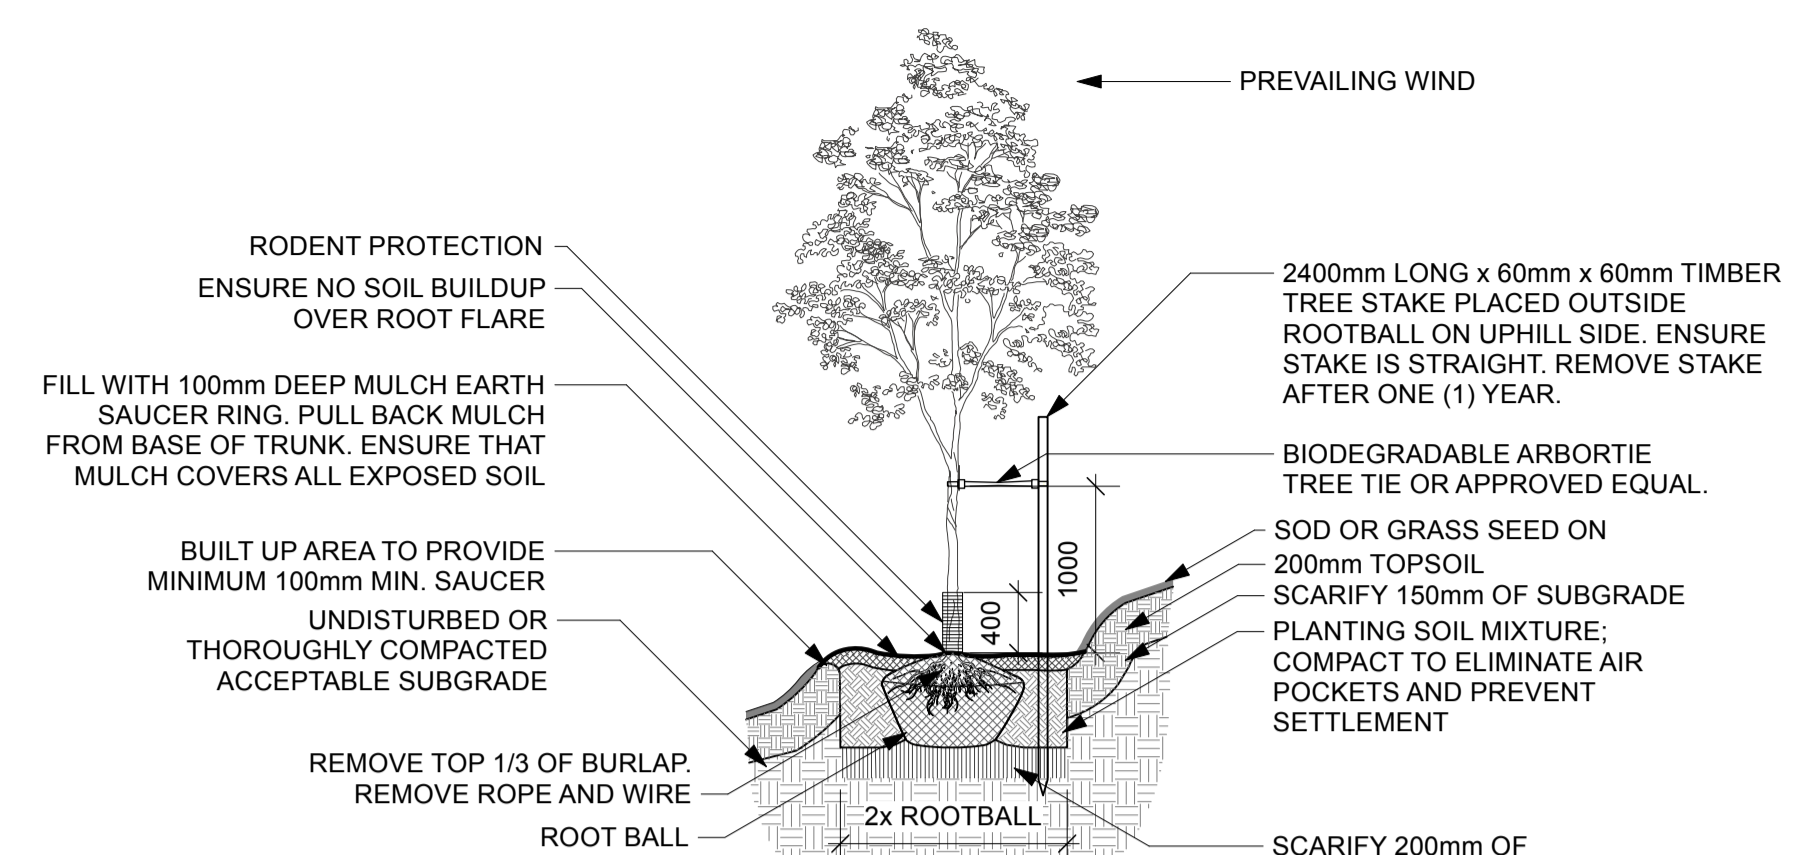 PREVAILING WIND
RODENT PROTECTION
ENSURE NO SOIL BUILDUP
OVER ROOT FLARE
FILL WITH 100mm DEEP MULCH EARTH
SAUCER RING. PULL BACK MULCH
FROM BASE OF TRUNK. ENSURE THAT
MULCH COVERS ALL EXPOSED SOIL
BUILT UP AREA TO PROVIDE
MINIMUM 100mm MIN. SAUCER
UNDISTURBED OR
THOROUGHLY COMPACTED
ACCEPTABLE SUBGRADE
REMOVE TOP 1/3 OF BURLAP.
REMOVE ROPE AND WIRE
ROOT BALL
400
1000
2x ROOTBALL
2400mm LONG x 60mm x 60mm TIMBER
TREE STAKE PLACED OUTSIDE
ROOTBALL ON UPHILL SIDE. ENSURE
STAKE IS STRAIGHT. REMOVE STAKE
AFTER ONE (1) YEAR.
BIODEGRADABLE ARBORTIE
TREE TIE OR APPROVED EQUAL.
SOD OR GRASS SEED ON
200mm TOPSOIL
SCARIFY 150mm OF SUBGRADE
PLANTING SOIL MIXTURE;
COMPACT TO ELIMINATE AIR
POCKETS AND PREVENT
SETTLEMENT
SCARIFY 200mm OF